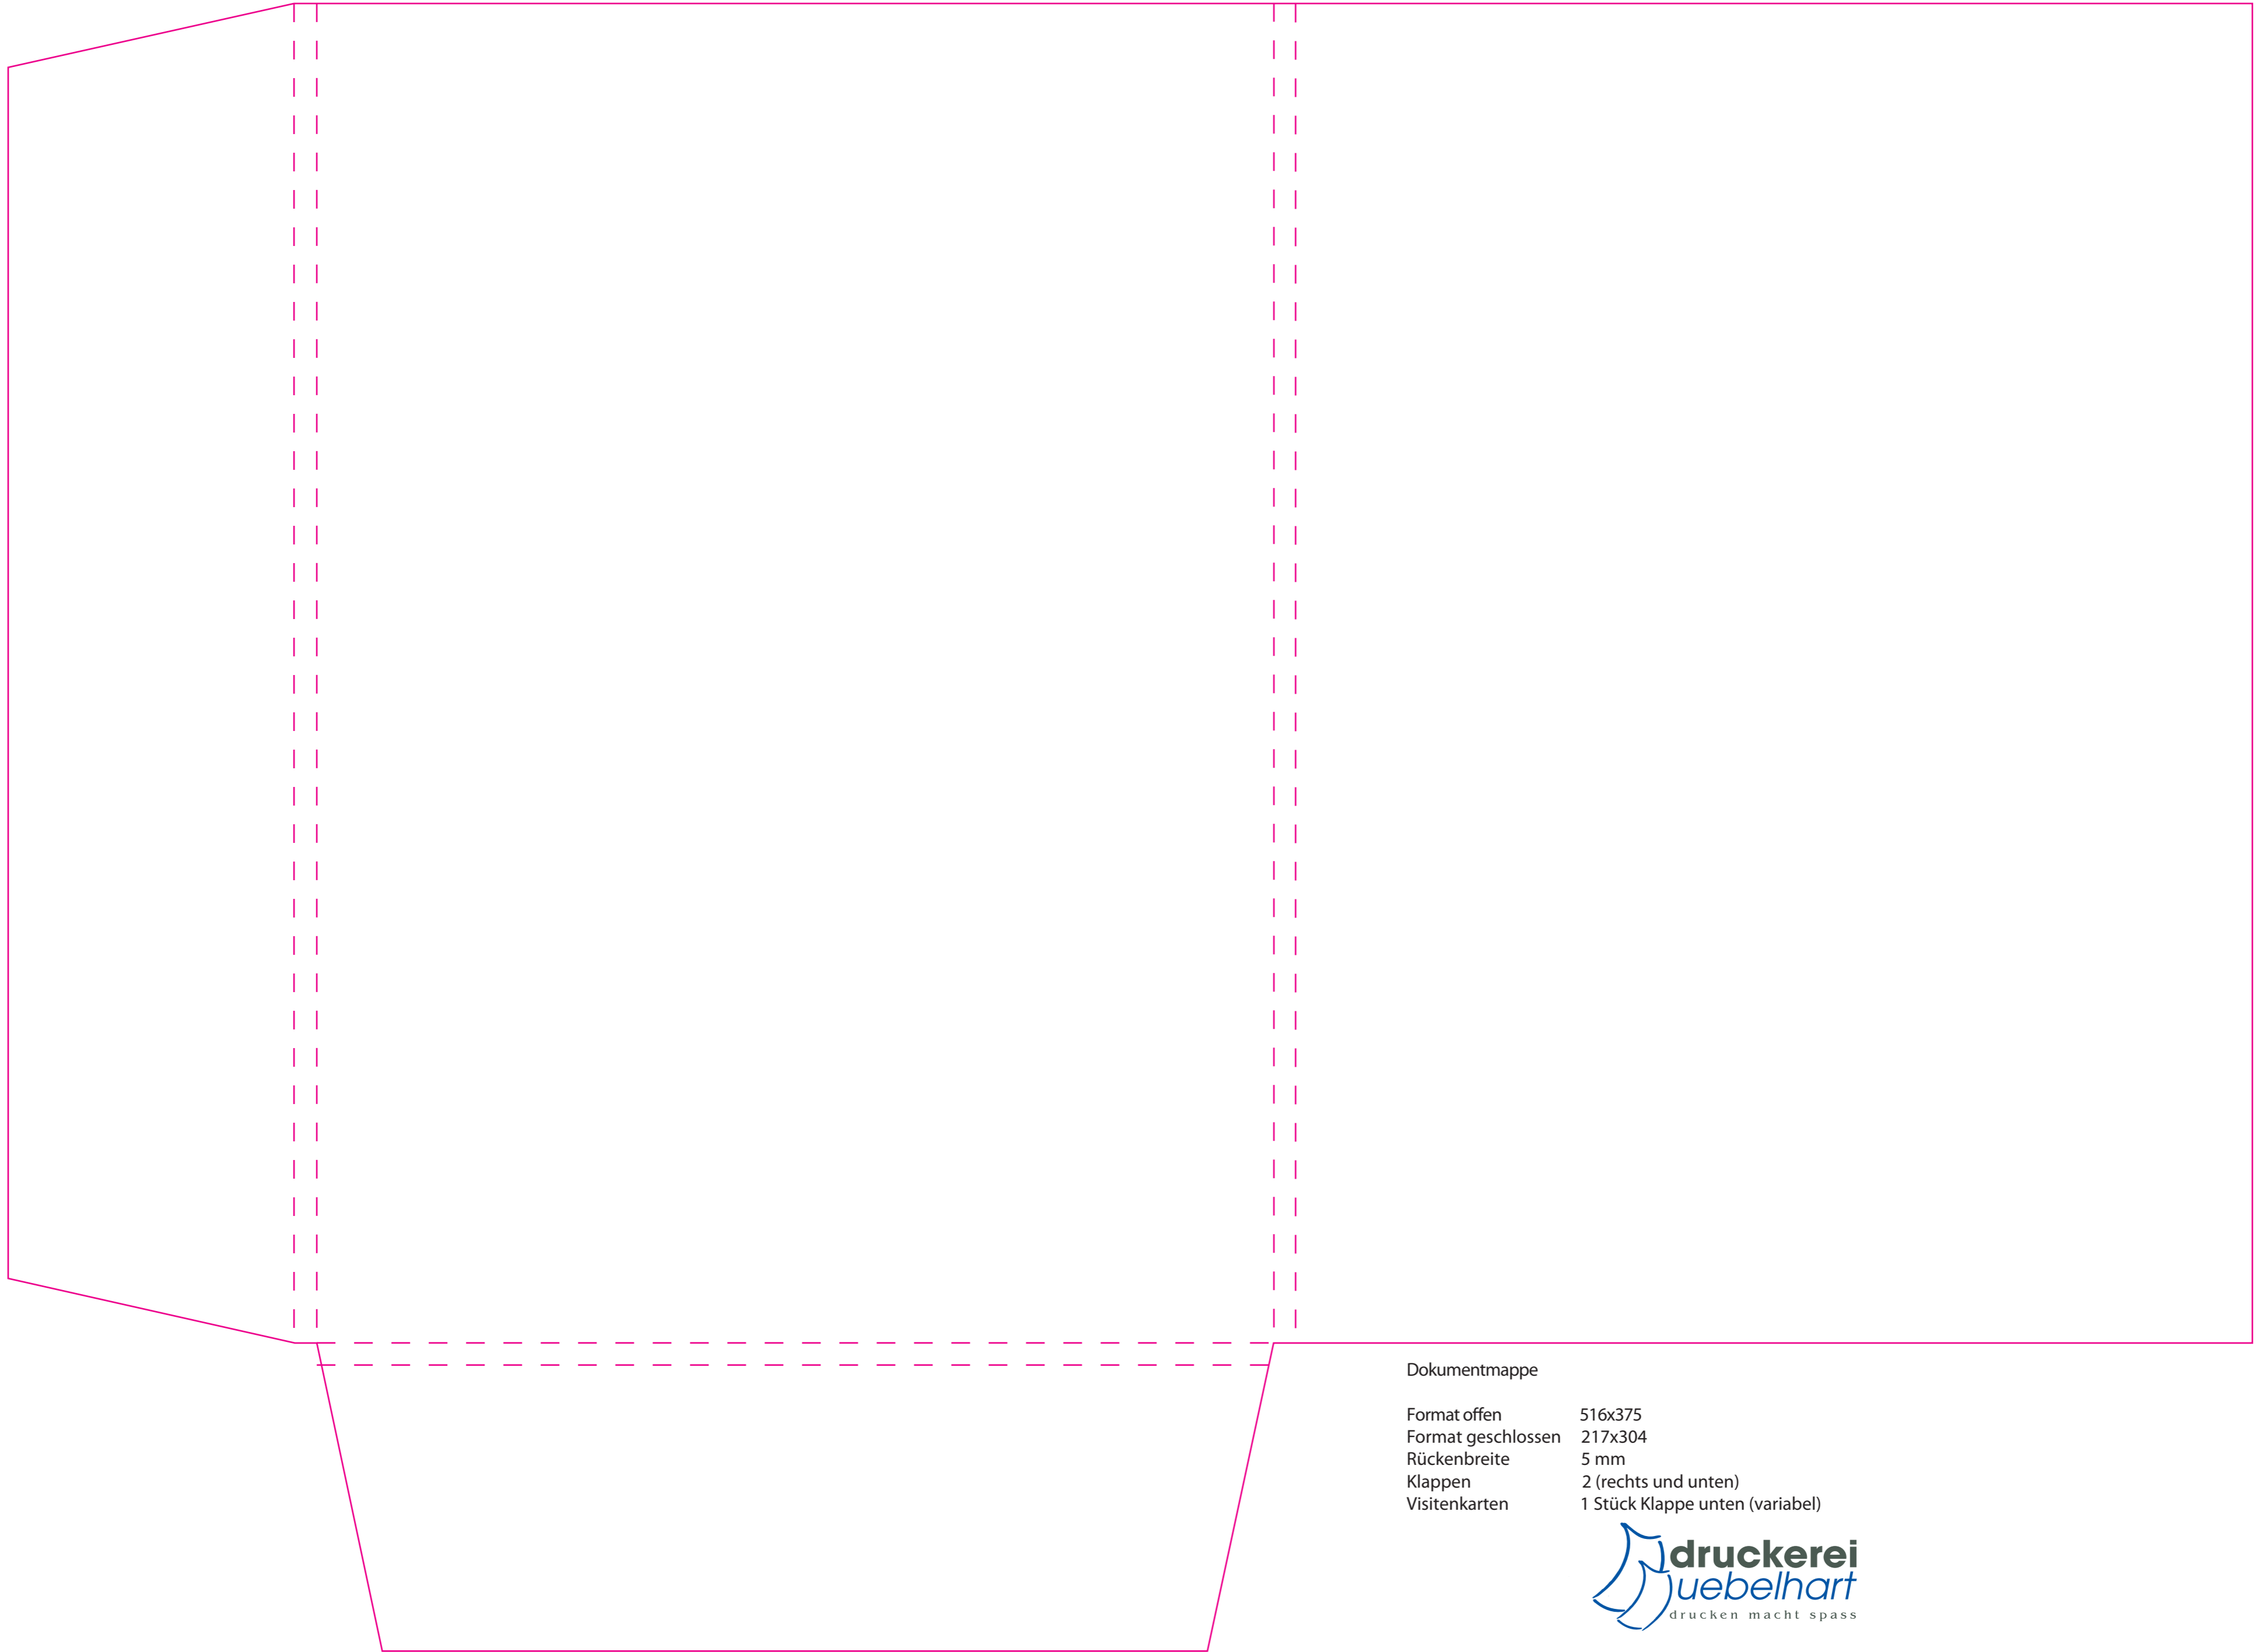 Dokumentmappe
Format offen 516x375
Format geschlossen 217x304
Rückenbreite 5 mm
Klappen 2 (rechts und unten)
Visitenkarten 1 Stück Klappe unten (variabel)
druckerei
uebelhart
drucken macht spass